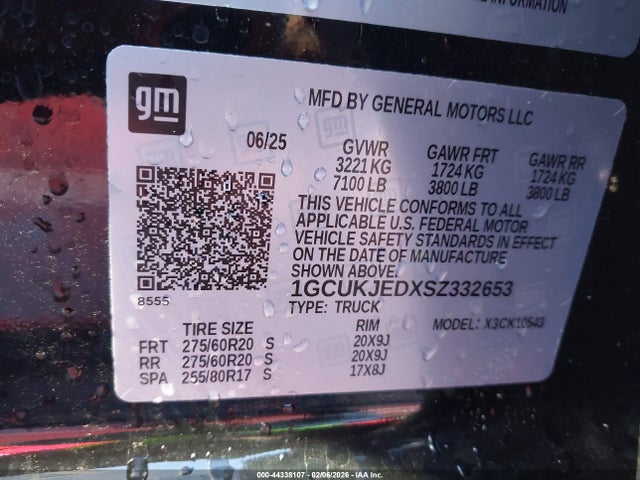 INFORMATION
gm
MFD BY GENERAL MOTORS LLC
06/25
GVWR GAWR FRT GAWR RR
3221 KG 1724 KG 1724 KG
7100 LB 3800 LB 3800 LB
THIS VEHICLE CONFORMS TO ALL
APPLICABLE U.S. FEDERAL MOTOR
VEHICLE SAFETY STANDARDS IN EFFECT
ON THE DATE OF MANUFACTURE
SHOWN ABOVE.
8555
1GCUKJEDXSZ332653
TYPE: TRUCK
MODEL: X3CK10543
TIRE SIZE RIM
FRT 275/60R20 S 20X9J
RR 275/60R20 S 20X9J
SPA 255/80R17 S 17X8J
000-44338107 - 02/06/2026 - IAA Inc.